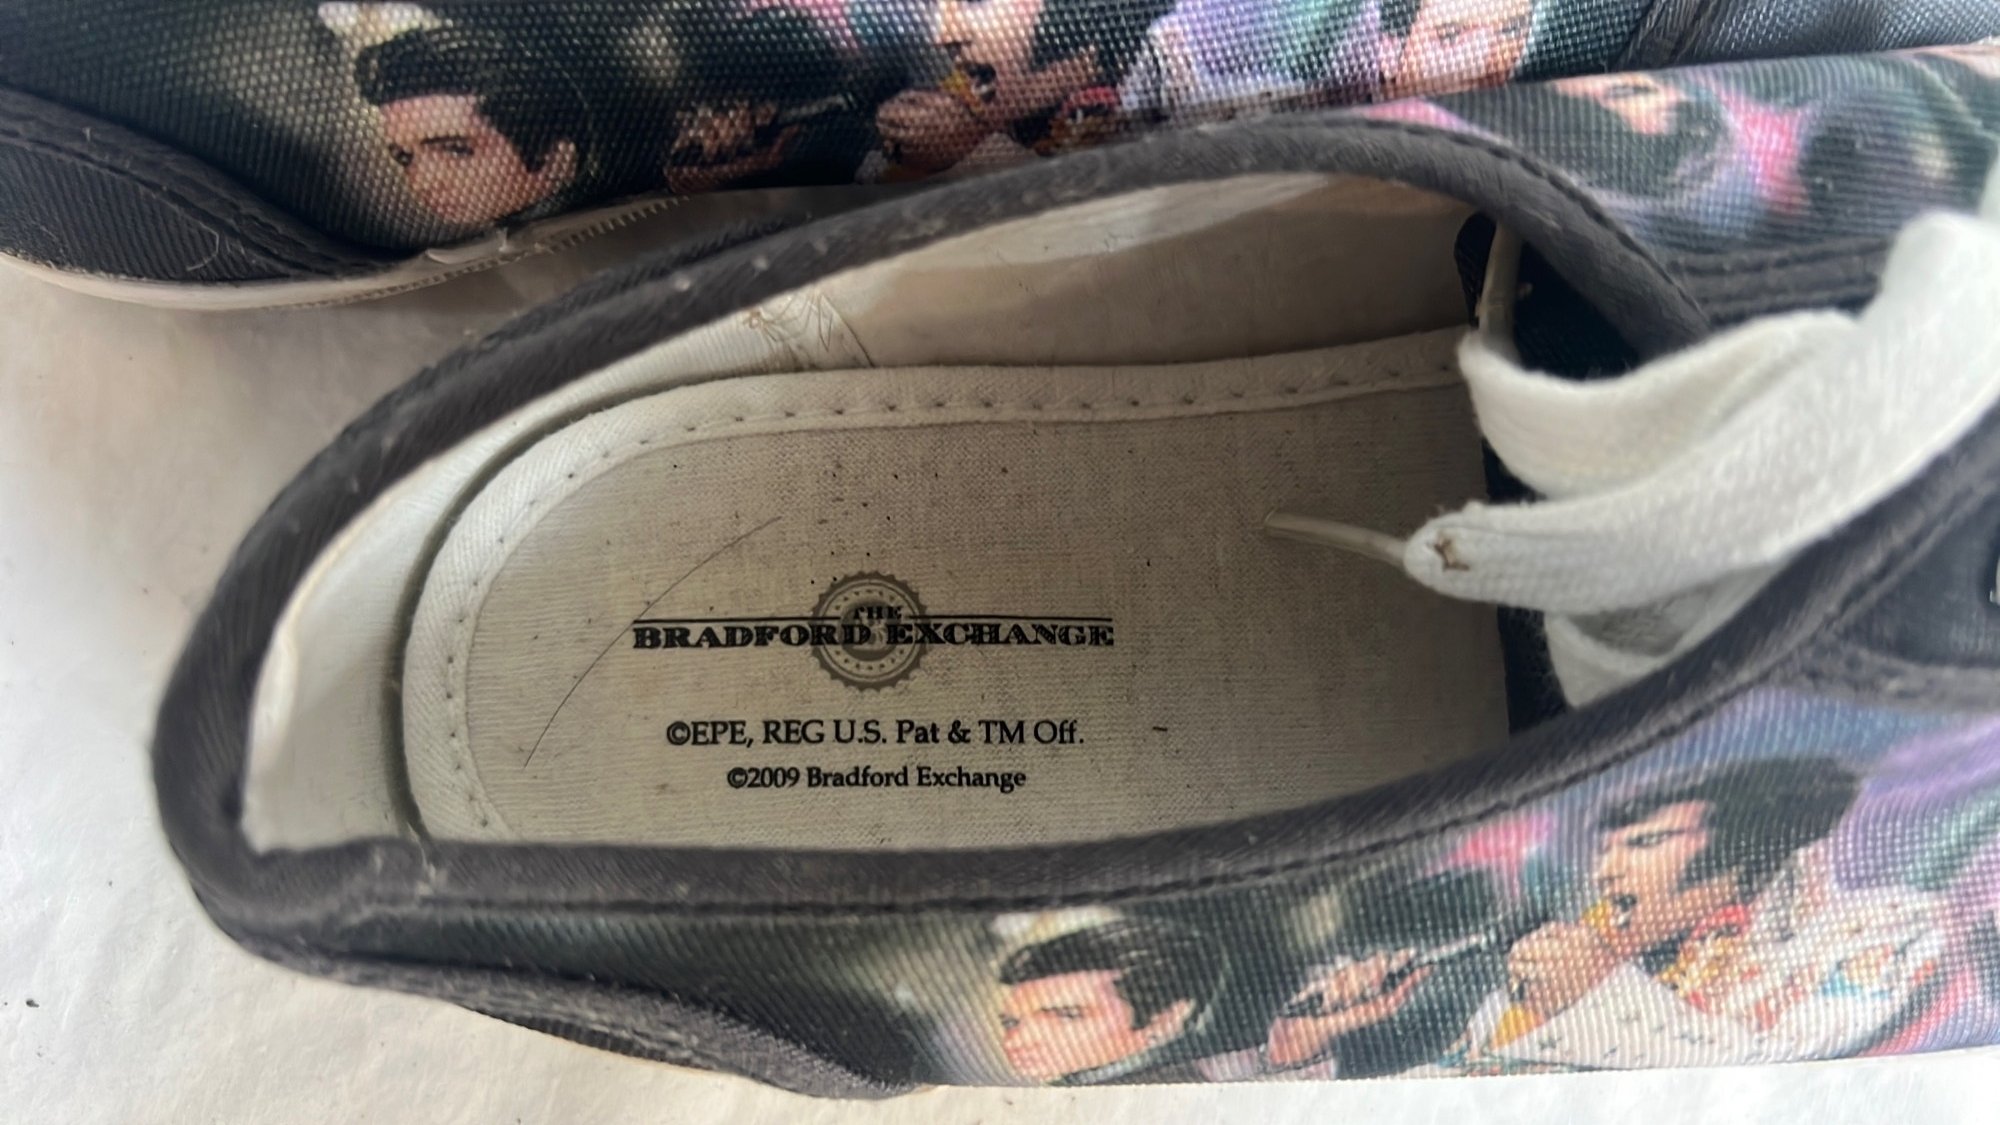 THE
BRADFORD EXCHANGE
©EPE, REG U.S. Pat & TM Off.
©2009 Bradford Exchange